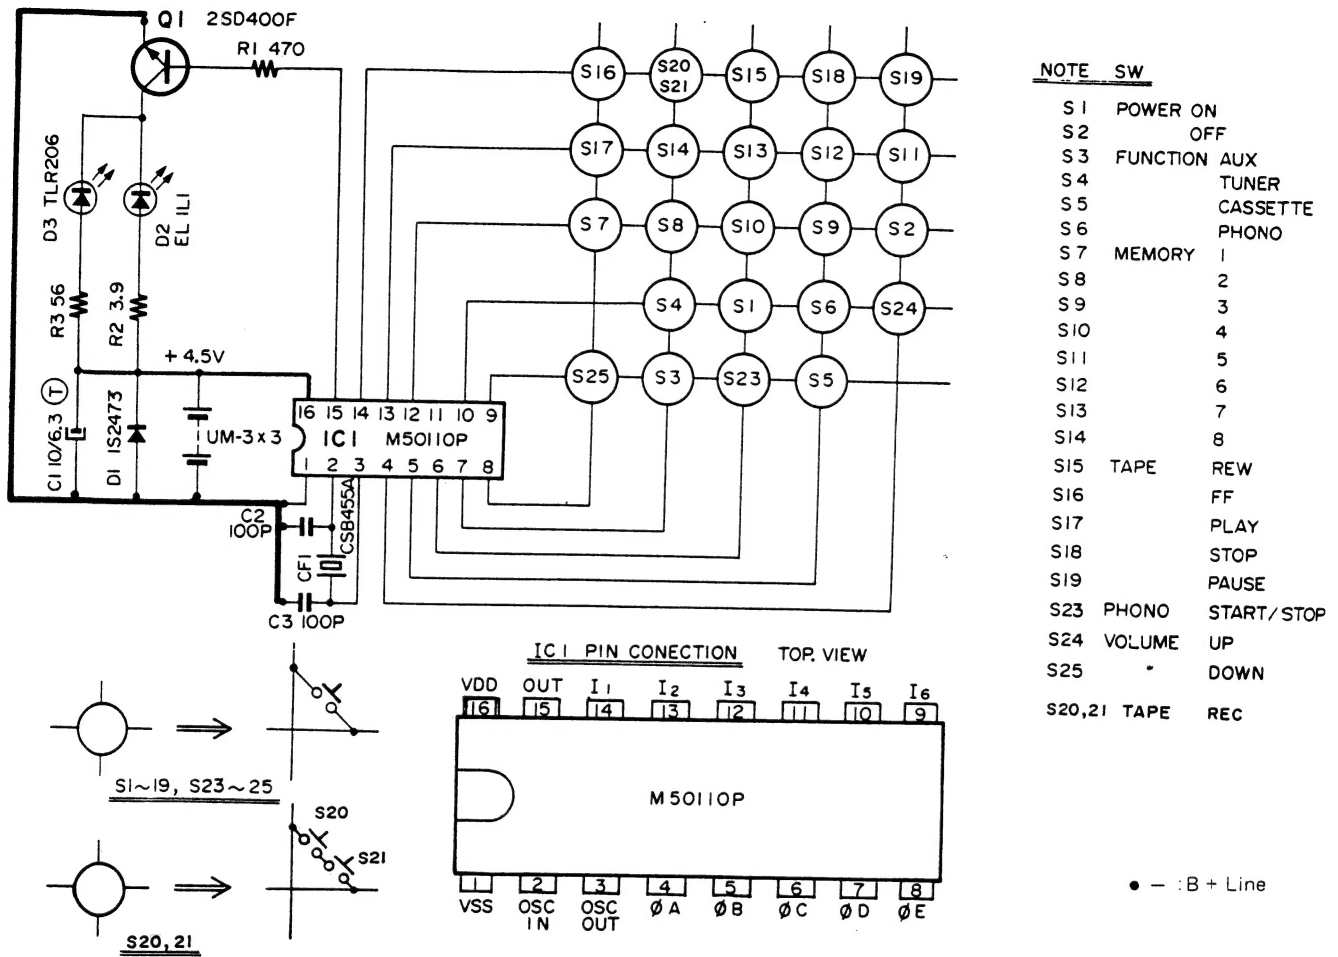 Q1 2SD400F
R1 470
D3 TLR206
D2
EL IL1
R3 56
R2 3.9
+ 4.5V
C1 10/6.3 T
D1 1S2473
UM-3 x 3
16 15 14 13 12 11 10 9
IC1 M50110P
1 2 3 4 5 6 7 8
C2
100P
CSB455A
CF1
C3 100P
S16 S20 S21 S15 S18 S19
S17 S14 S13 S12 S11
S7 S8 S10 S9 S2
S4 S1 S6 S24
S25 S3 S23 S5
NOTE SW
S1 POWER ON
S2 OFF
S3 FUNCTION AUX
S4 TUNER
S5 CASSETTE
S6 PHONO
S7 MEMORY 1
S8 2
S9 3
S10 4
S11 5
S12 6
S13 7
S14 8
S15 TAPE REW
S16 FF
S17 PLAY
S18 STOP
S19 PAUSE
S23 PHONO START/STOP
S24 VOLUME UP
S25 " DOWN
S20,21 TAPE REC
S1~19, S23~25
S20
S21
S20,21
IC1 PIN CONECTION TOP. VIEW
VDD OUT I1 I2 I3 I4 I5 I6
16 15 14 13 12 11 10 9
M50110P
1 2 3 4 5 6 7 8
VSS OSC IN OSC OUT ØA ØB ØC ØD ØE
● — : B + Line